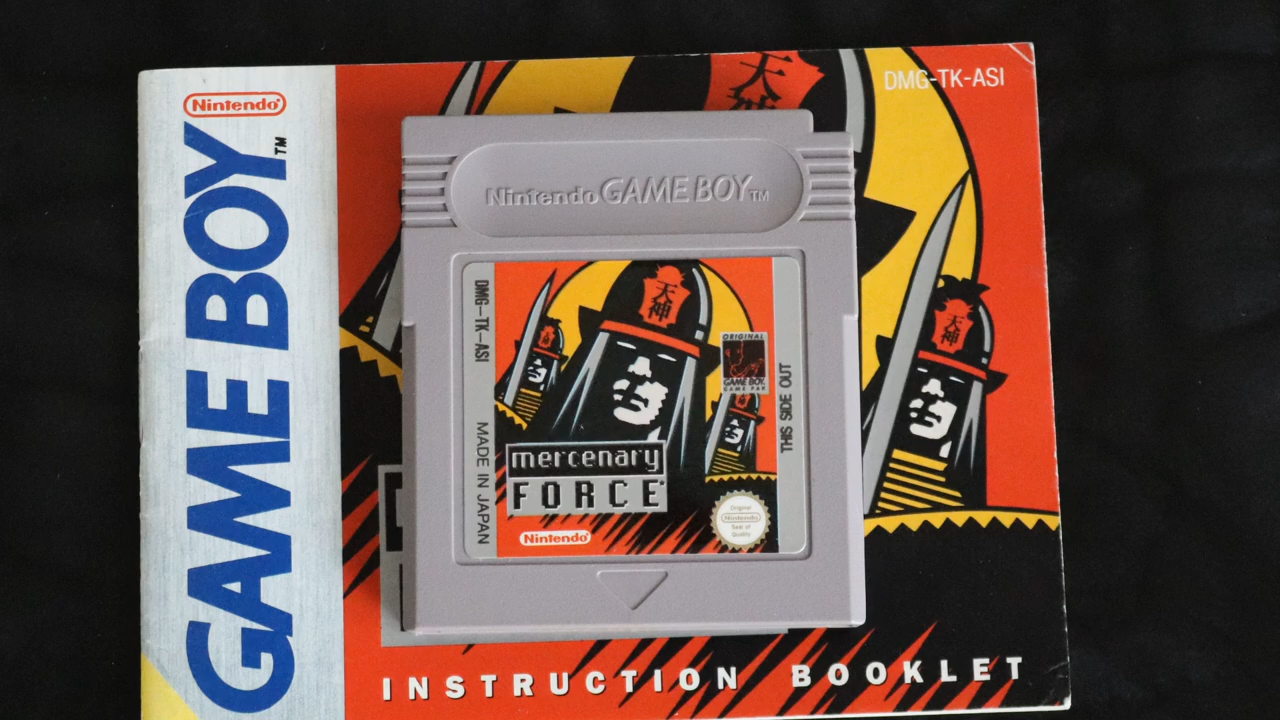 Nintendo
GAME BOY™
DMG-TK-ASI
天神
天神
Nintendo GAME BOY™
DMG-TK-ASI
MADE IN JAPAN
天神
ORIGINAL
GAME BOY
GAME PAK
THIS SIDE OUT
mercenary
FORCE
Nintendo
Original
Nintendo
Seal of
Quality
INSTRUCTION BOOKLET